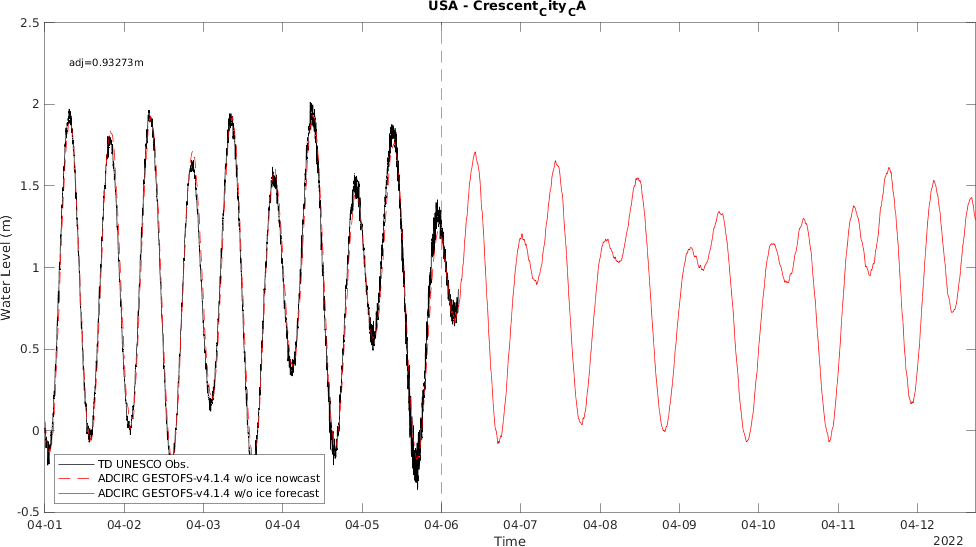 USA - CrescentCityCA
adj=0.93273m
2.5
2
1.5
1
0.5
0
-0.5
Water Level (m)
TD UNESCO Obs.
ADCIRC GESTOFS-v4.1.4 w/o ice nowcast
ADCIRC GESTOFS-v4.1.4 w/o ice forecast
04-01 04-02 04-03 04-04 04-05 04-06 04-07 04-08 04-09 04-10 04-11 04-12
Time
2022